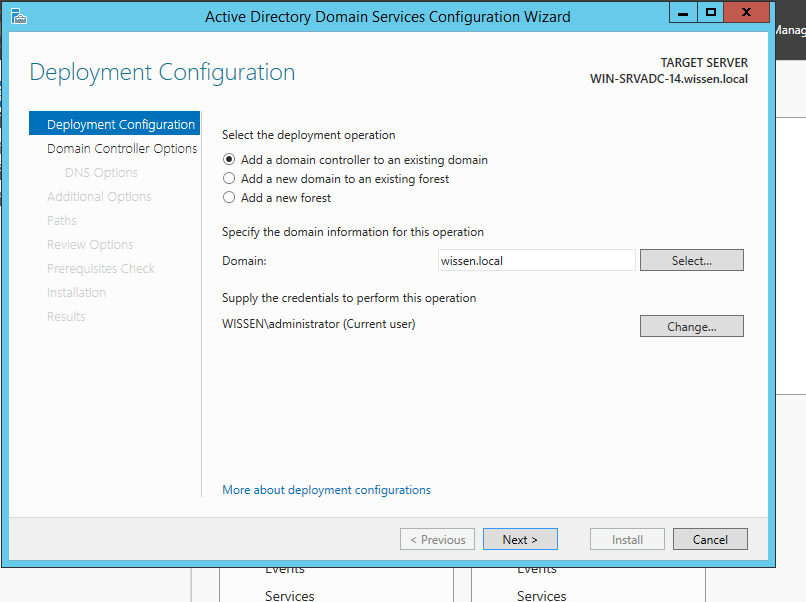 Active Directory Domain Services Configuration Wizard
Manag
Deployment Configuration
TARGET SERVER
WIN-SRVADC-14.wissen.local
Deployment Configuration
Domain Controller Options
DNS Options
Additional Options
Paths
Review Options
Prerequisites Check
Installation
Results
Select the deployment operation
Add a domain controller to an existing domain
Add a new domain to an existing forest
Add a new forest
Specify the domain information for this operation
Domain:
wissen.local
Select...
Supply the credentials to perform this operation
WISSEN\administrator (Current user)
Change...
More about deployment configurations
< Previous
Next >
Install
Cancel
Events
Events
Services
Services